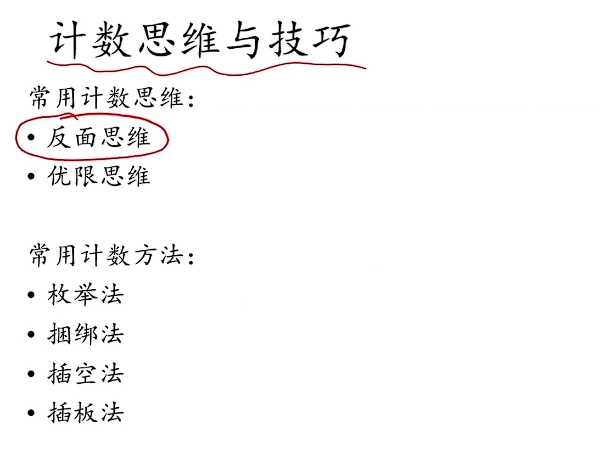 计数思维与技巧
常用计数思维：
• 反面思维
• 优限思维
常用计数方法：
• 枚举法
• 捆绑法
• 插空法
• 插板法